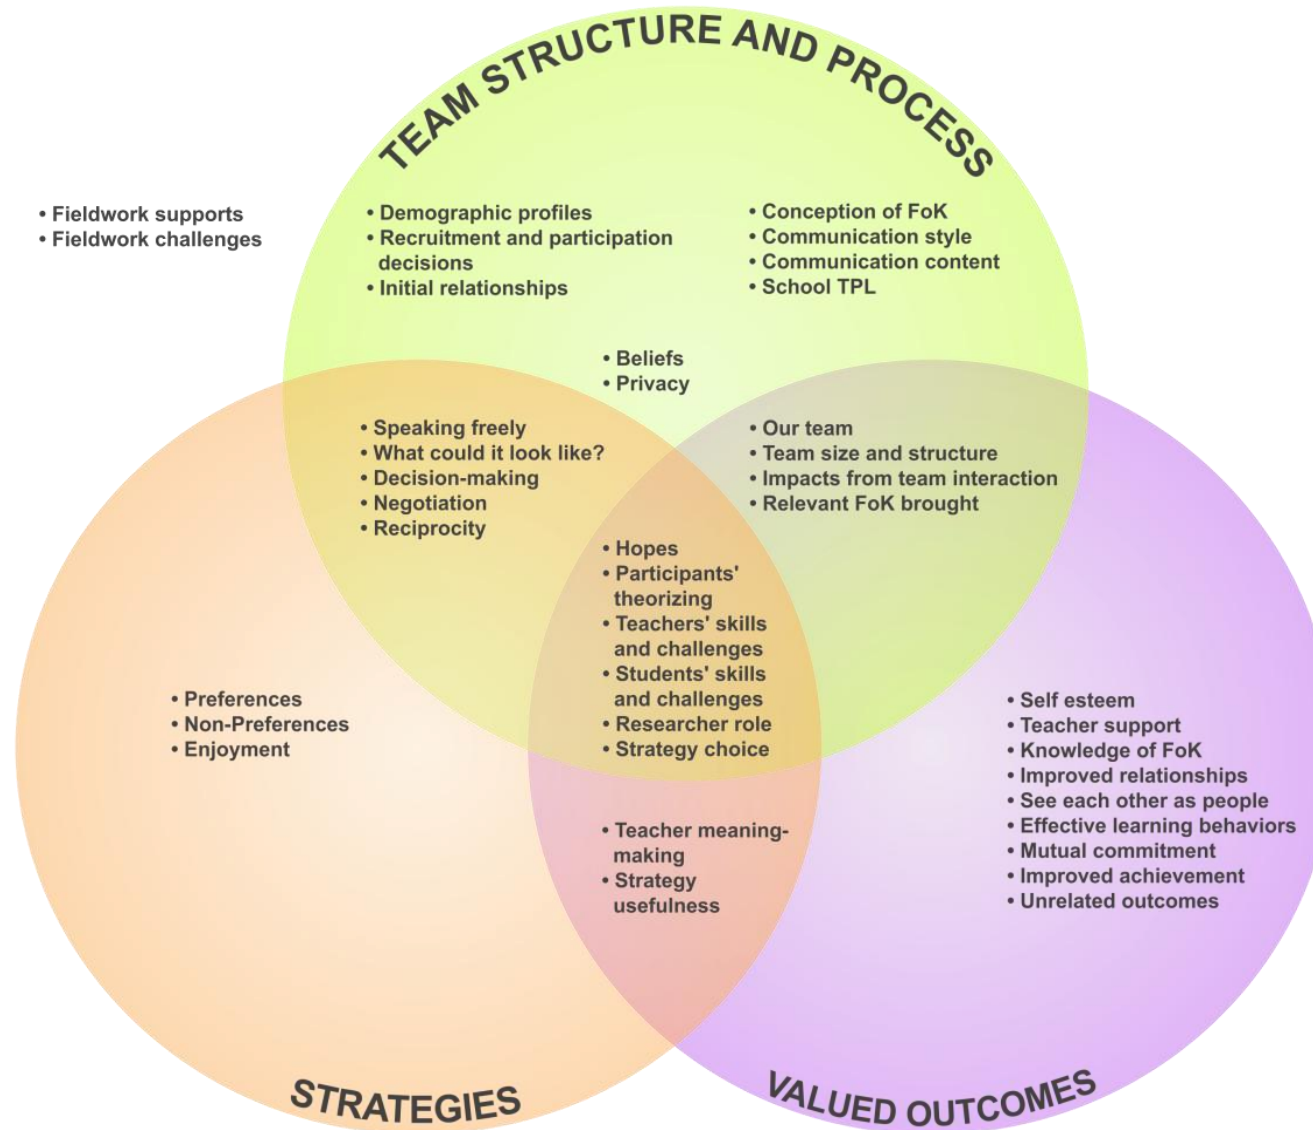 TEAM STRUCTURE AND PROCESS
• Fieldwork supports
• Fieldwork challenges
• Demographic profiles
• Recruitment and participation
decisions
• Initial relationships
• Conception of FoK
• Communication style
• Communication content
• School TPL
• Beliefs
• Privacy
• Speaking freely
• What could it look like?
• Decision-making
• Negotiation
• Reciprocity
• Our team
• Team size and structure
• Impacts from team interaction
• Relevant FoK brought
• Hopes
• Participants'
theorizing
• Teachers' skills
and challenges
• Students' skills
and challenges
• Researcher role
• Strategy choice
• Preferences
• Non-Preferences
• Enjoyment
• Self esteem
• Teacher support
• Knowledge of FoK
• Improved relationships
• See each other as people
• Effective learning behaviors
• Mutual commitment
• Improved achievement
• Unrelated outcomes
• Teacher meaning-
making
• Strategy
usefulness
STRATEGIES
VALUED OUTCOMES